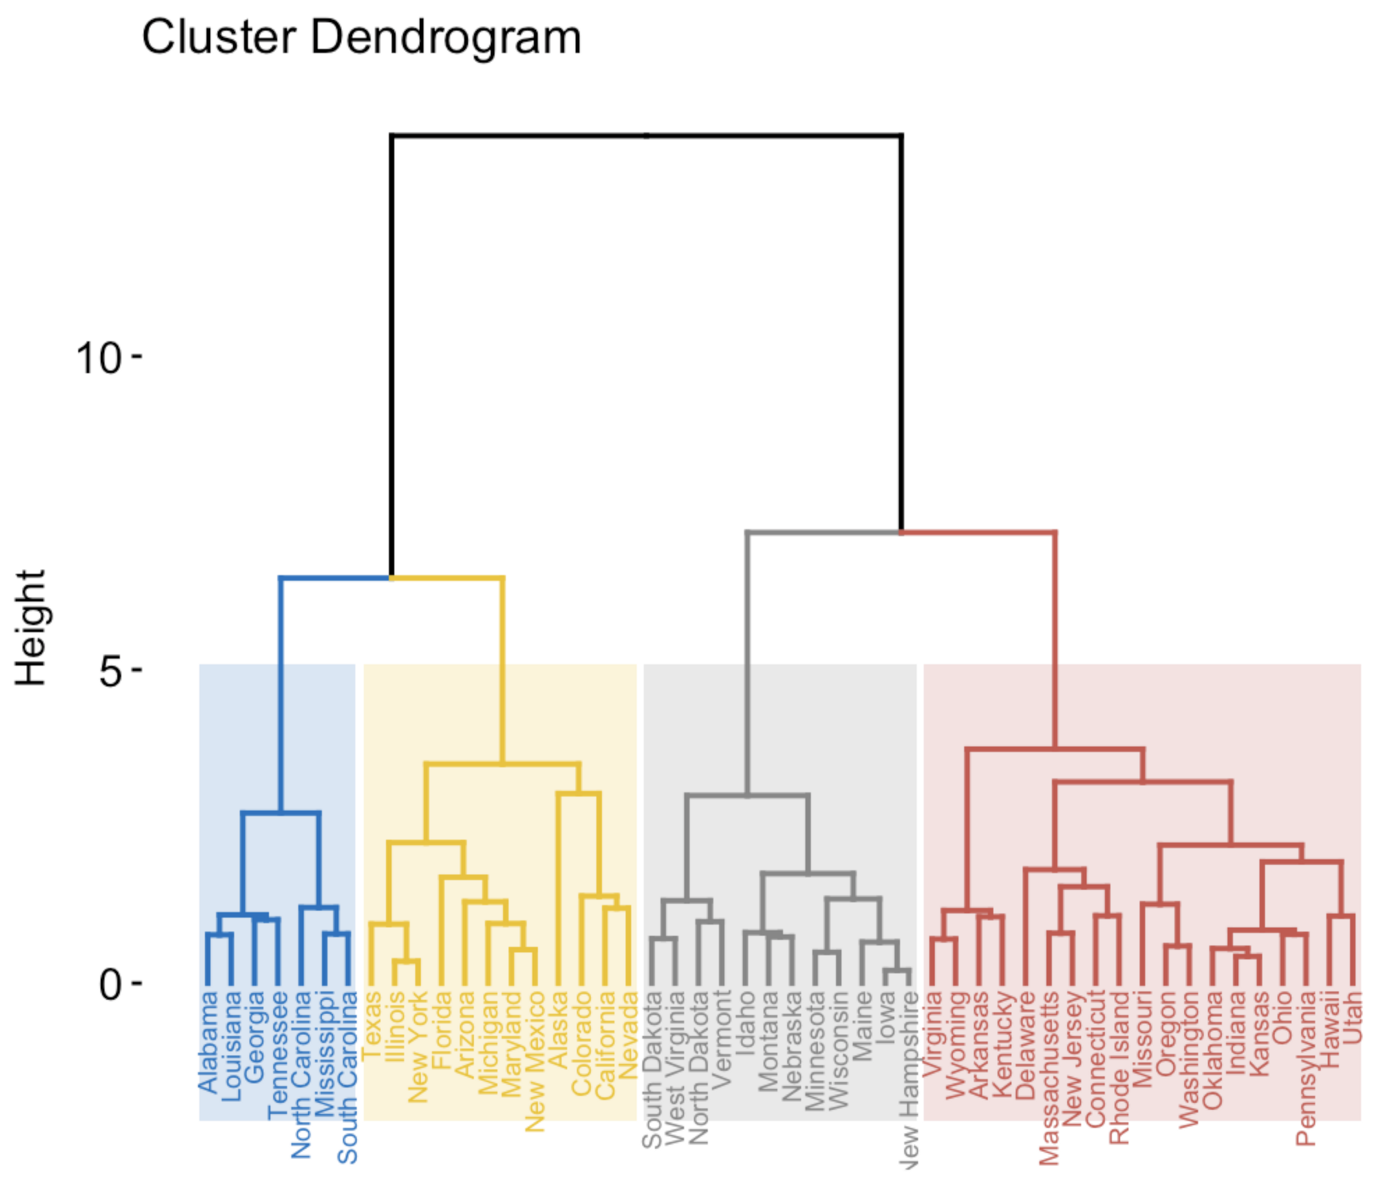 Cluster Dendrogram
Height
10
5
0
Alabama
Louisiana
Georgia
Tennessee
North Carolina
Mississippi
South Carolina
Texas
Illinois
New York
Florida
Arizona
Michigan
Maryland
New Mexico
Alaska
Colorado
California
Nevada
South Dakota
West Virginia
North Dakota
Vermont
Idaho
Montana
Nebraska
Minnesota
Wisconsin
Maine
Iowa
New Hampshire
Virginia
Wyoming
Arkansas
Kentucky
Delaware
Massachusetts
New Jersey
Connecticut
Rhode Island
Missouri
Oregon
Washington
Oklahoma
Indiana
Kansas
Ohio
Pennsylvania
Hawaii
Utah